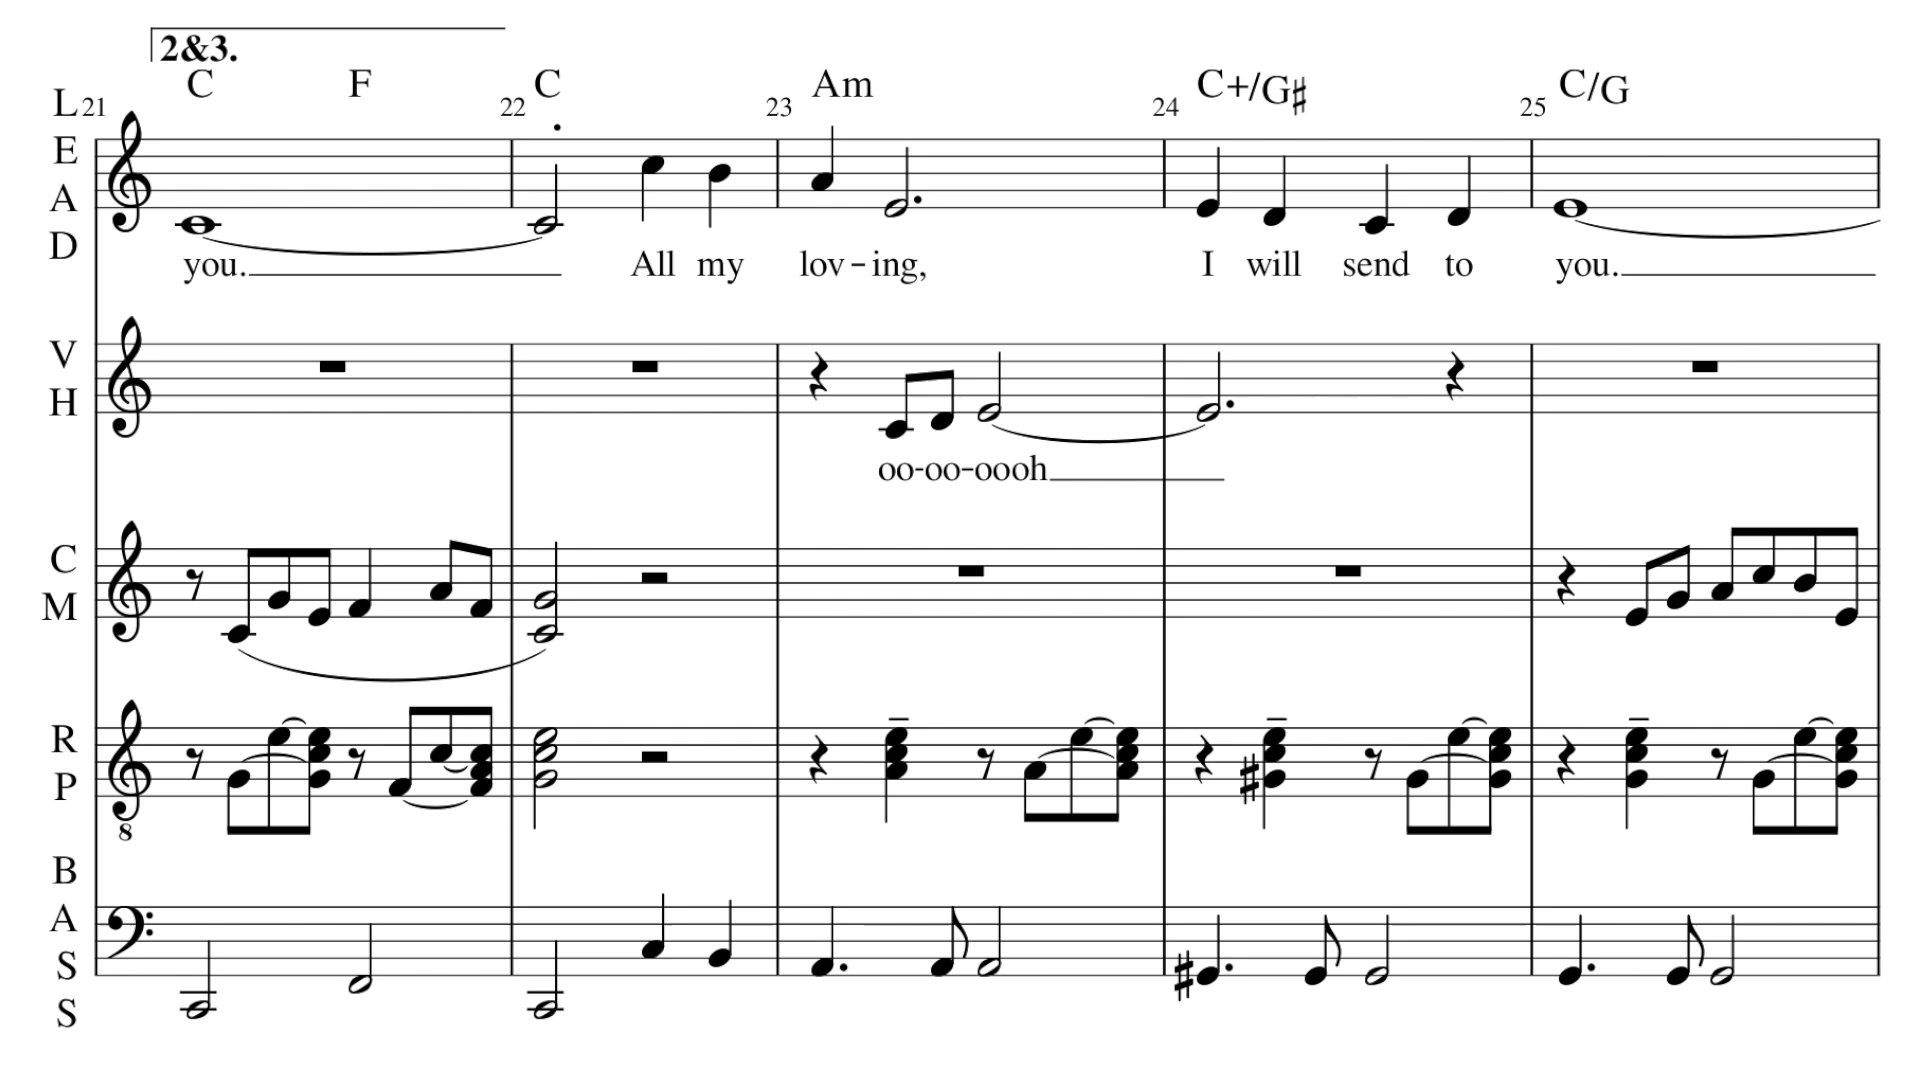 2&3.
C F C Am C+/G♯ C/G
21 22 23 24 25
LEAD
you. All my lov-ing, I will send to you.
VH
oo-oo-oooh
CM
RP
8
BASS